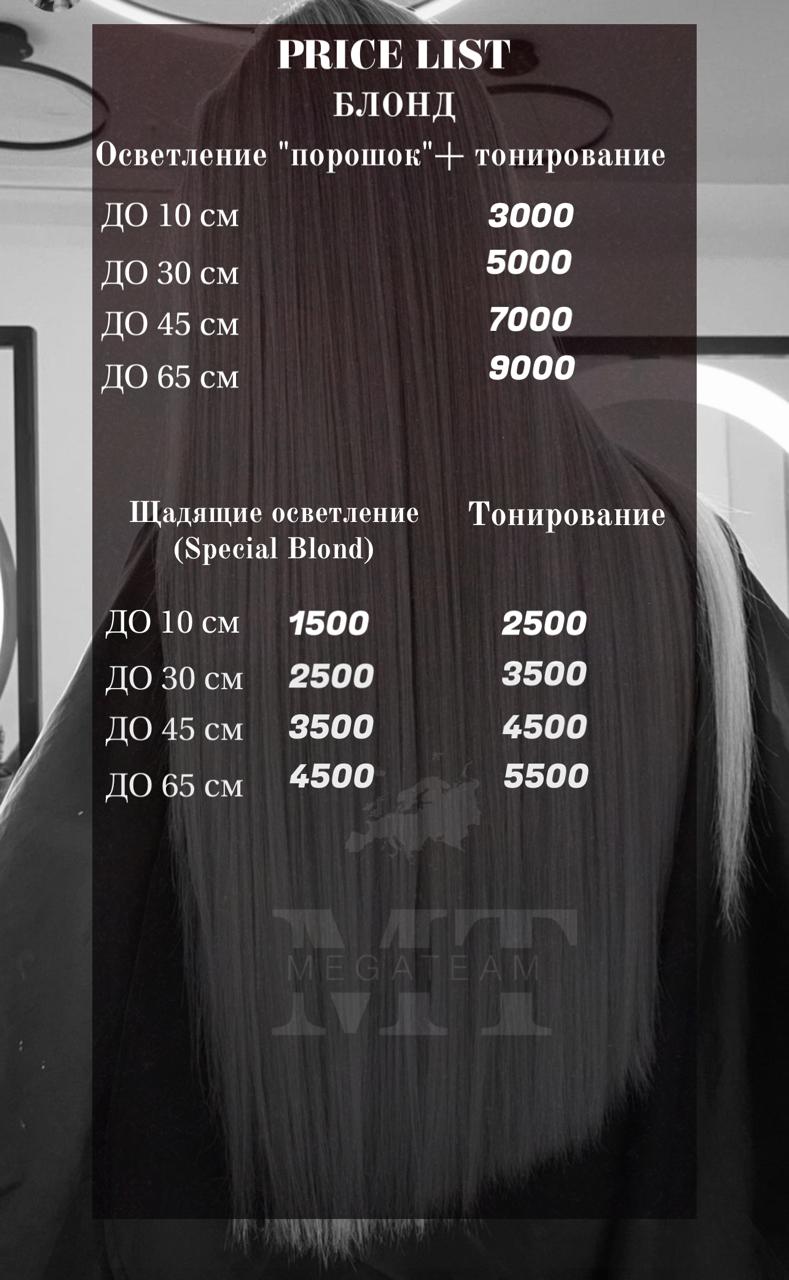 PRICE LIST
БЛОНД
Осветление "порошок"+ тонирование
ДО 10 см 3000
ДО 30 см 5000
ДО 45 см 7000
ДО 65 см 9000
Щадящие осветление Тонирование
(Special Blond)
ДО 10 см 1500 2500
ДО 30 см 2500 3500
ДО 45 см 3500 4500
ДО 65 см 4500 5500
MT
MEGATEAM